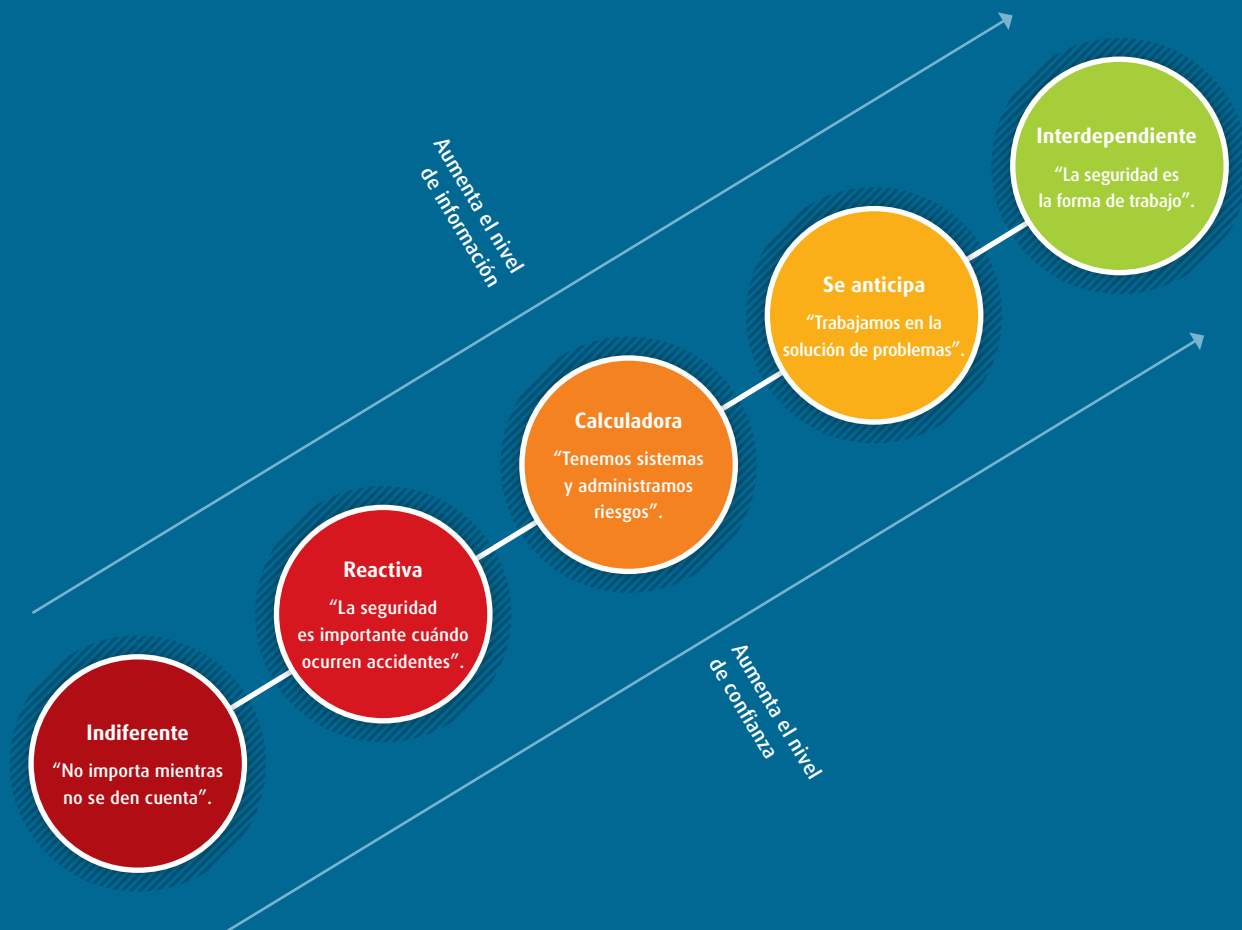 Aumenta el nivel
de información
Interdependiente
“La seguridad es
la forma de trabajo”.
Se anticipa
“Trabajamos en la
solución de problemas”.
Calculadora
“Tenemos sistemas
y administramos
riesgos”.
Reactiva
“La seguridad
es importante cuándo
ocurren accidentes”.
Indiferente
“No importa mientras
no se den cuenta”.
Aumenta el nivel
de confianza